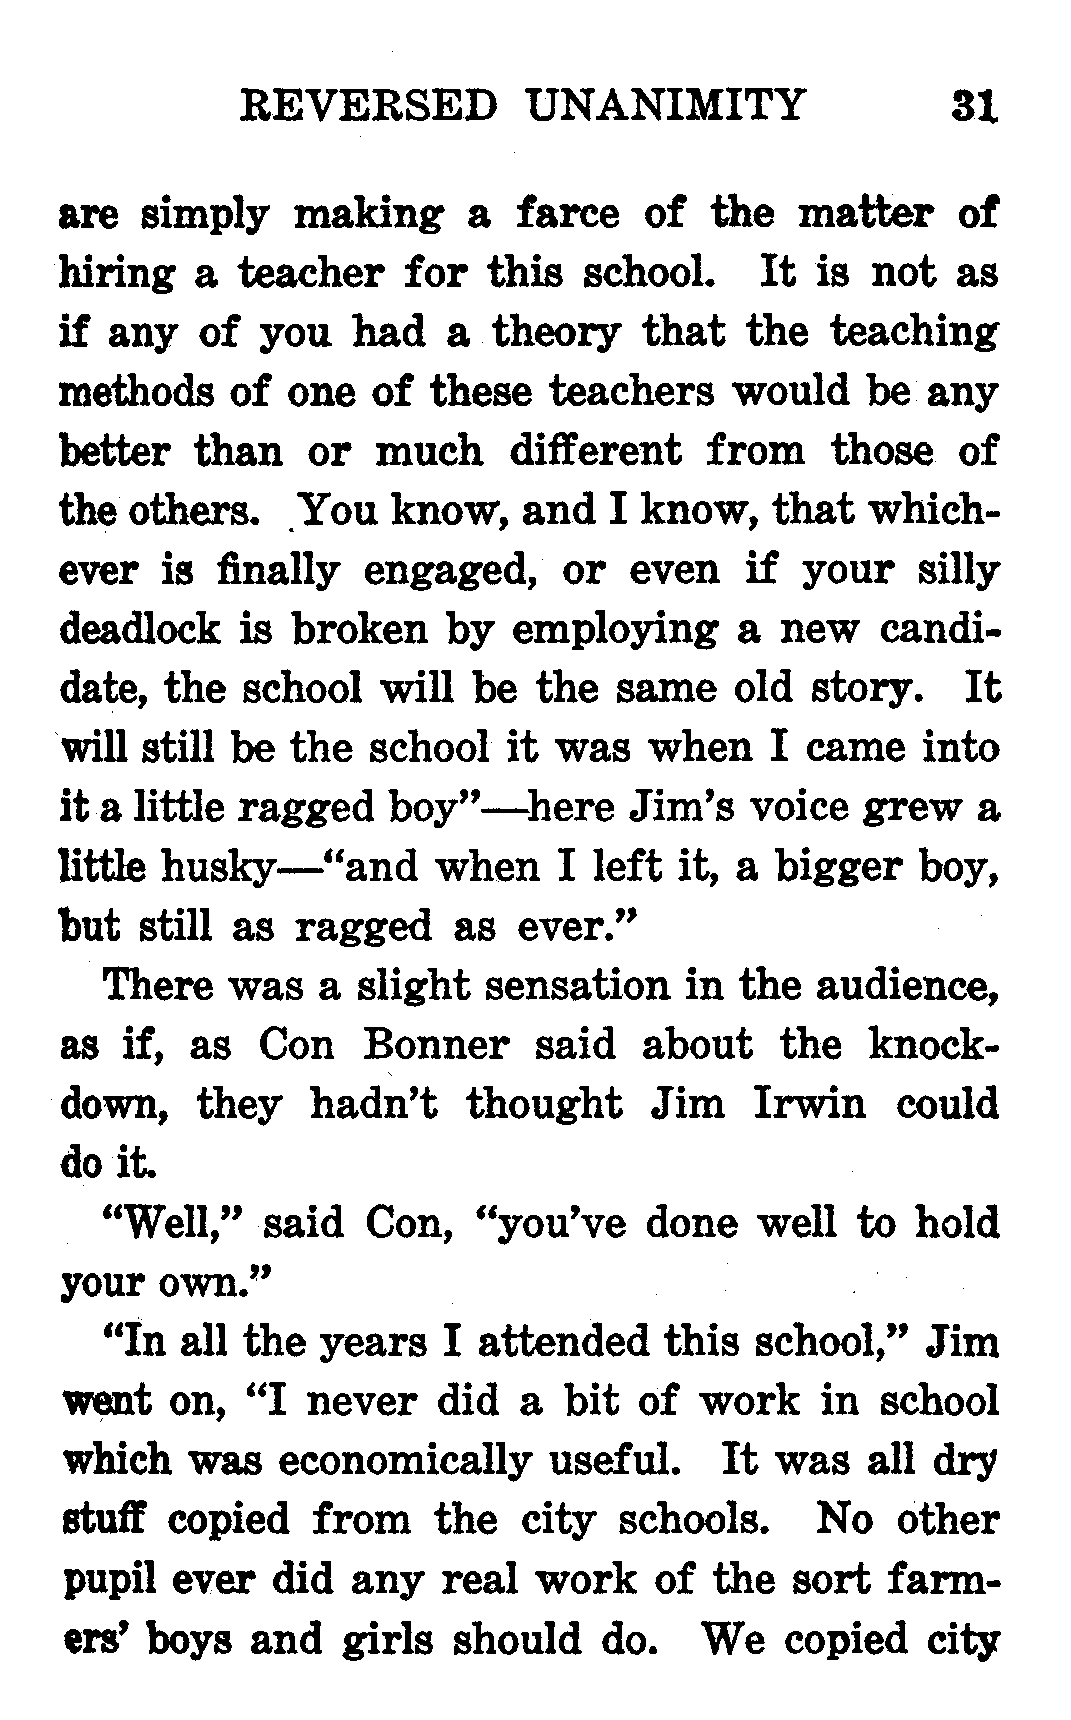 REVERSED UNANIMITY 31
are simply making a farce of the matter of
hiring a teacher for this school. It is not as
if any of you had a theory that the teaching
methods of one of these teachers would be any
better than or much different from those of
the others. You know, and I know, that which-
ever is finally engaged, or even if your silly
deadlock is broken by employing a new candi-
date, the school will be the same old story. It
will still be the school it was when I came into
it a little ragged boy”—here Jim’s voice grew a
little husky—“and when I left it, a bigger boy,
but still as ragged as ever.”
There was a slight sensation in the audience,
as if, as Con Bonner said about the knock-
down, they hadn’t thought Jim Irwin could
do it.
“Well,” said Con, “you’ve done well to hold
your own.”
“In all the years I attended this school,” Jim
went on, “I never did a bit of work in school
which was economically useful. It was all dry
stuff copied from the city schools. No other
pupil ever did any real work of the sort farm-
ers’ boys and girls should do. We copied city